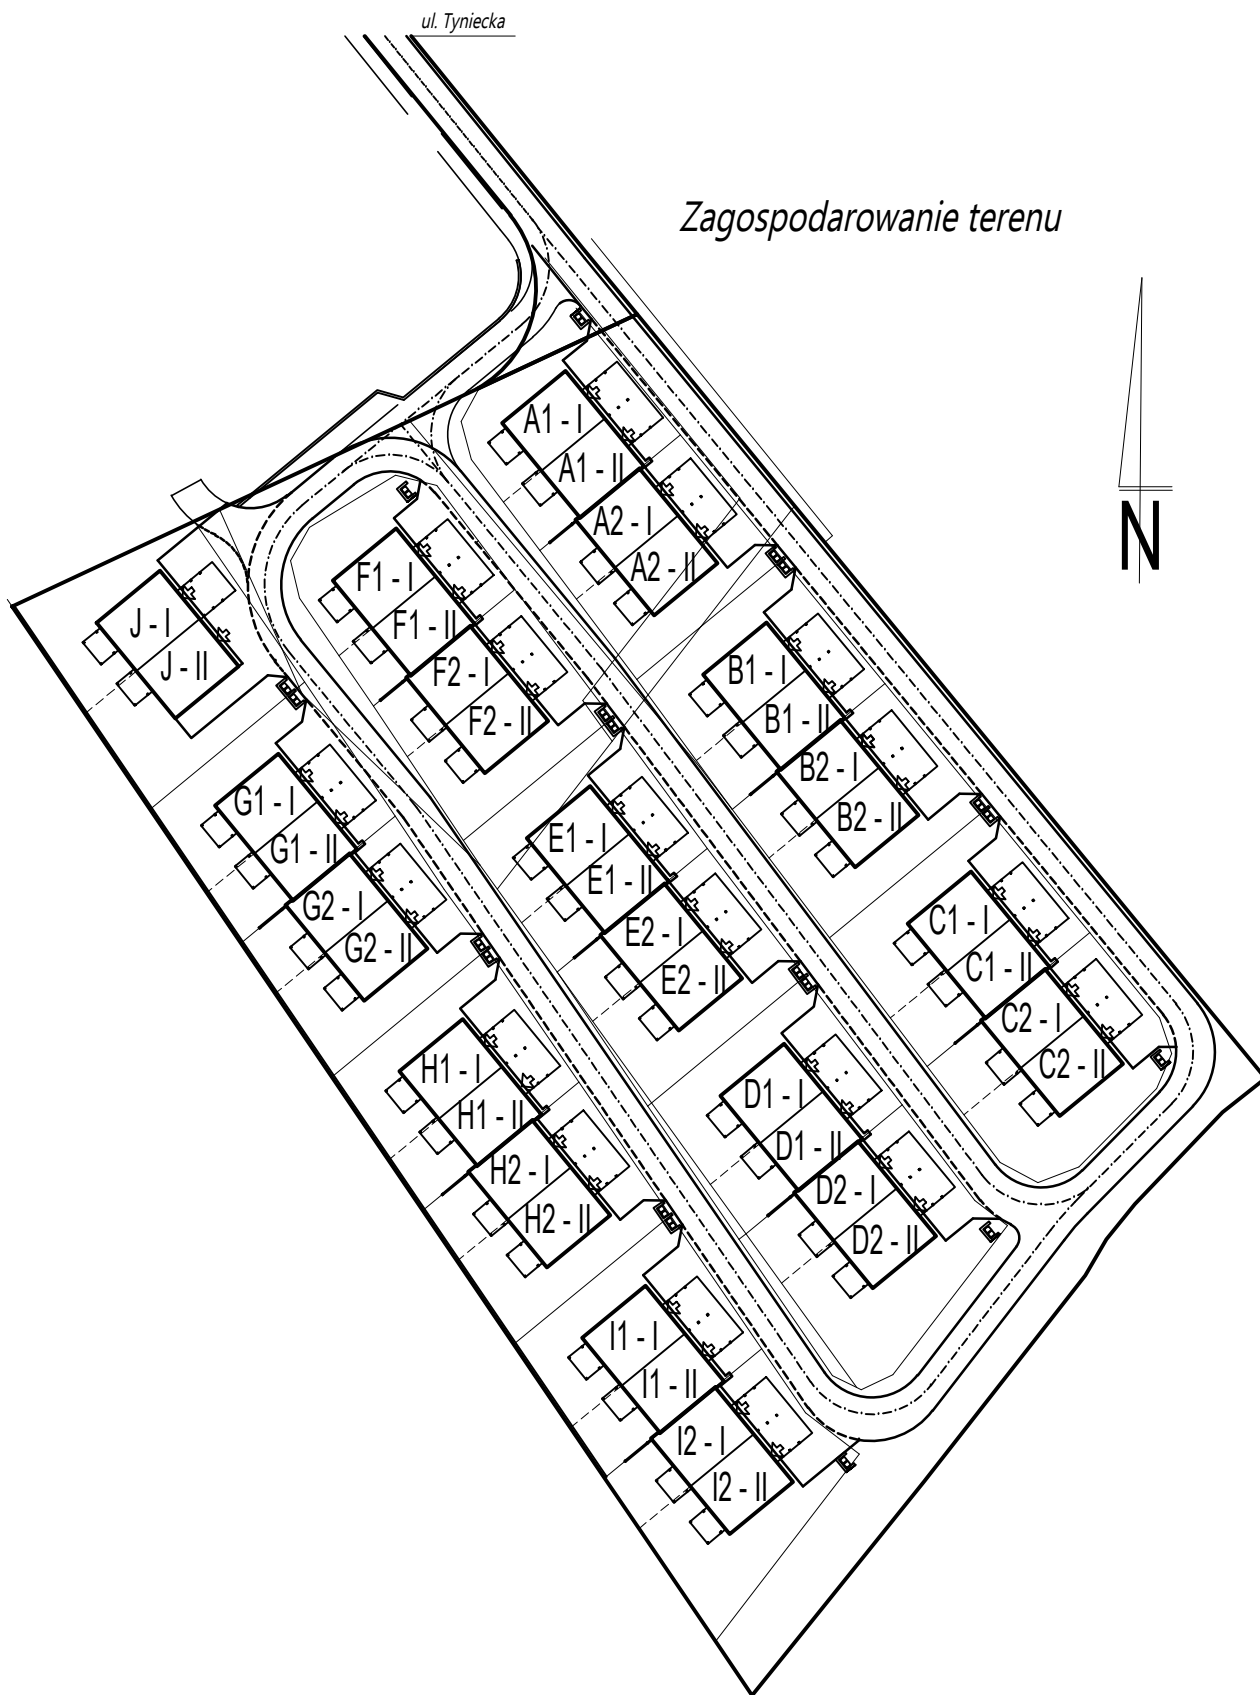 ul. Tyniecka
Zagospodarowanie terenu
N
A1 - I
A1 - II
A2 - I
A2 - II
F1 - I
F1 - II
F2 - I
F2 - II
J - I
J - II
B1 - I
B1 - II
B2 - I
B2 - II
G1 - I
G1 - II
G2 - I
G2 - II
E1 - I
E1 - II
E2 - I
E2 - II
C1 - I
C1 - II
C2 - I
C2 - II
H1 - I
H1 - II
H2 - I
H2 - II
D1 - I
D1 - II
D2 - I
D2 - II
I1 - I
I1 - II
I2 - I
I2 - II